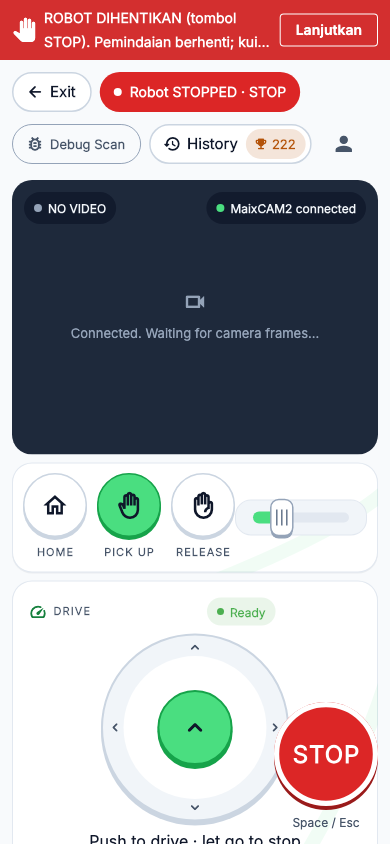 ROBOT DIHENTIKAN (tombol
STOP). Pemindaian berhenti; kui...
Lanjutkan
Exit
Robot STOPPED · STOP
Debug Scan
History
222
NO VIDEO
MaixCAM2 connected
Connected. Waiting for camera frames...
HOME
PICK UP
RELEASE
DRIVE
Ready
STOP
Space / Esc
Push to drive · let go to stop